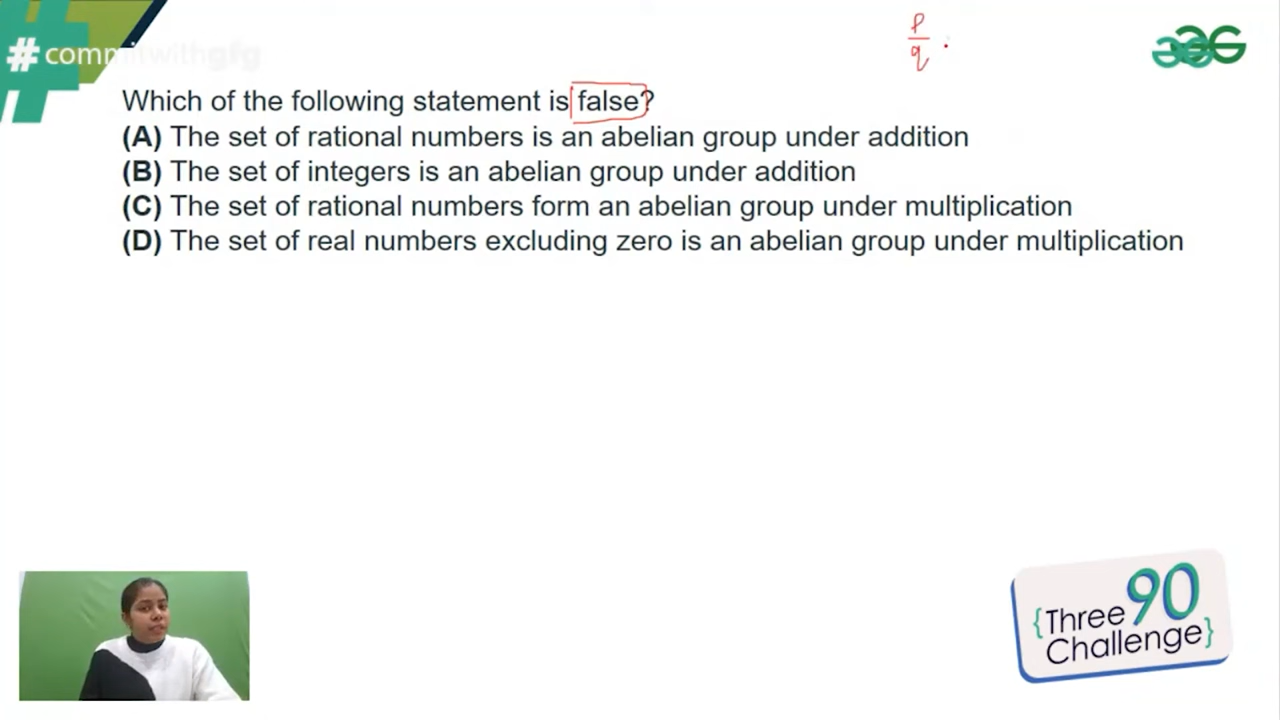 #commitwithgfg
p
q
Which of the following statement is false?
(A) The set of rational numbers is an abelian group under addition
(B) The set of integers is an abelian group under addition
(C) The set of rational numbers form an abelian group under multiplication
(D) The set of real numbers excluding zero is an abelian group under multiplication
{Three 90
Challenge}